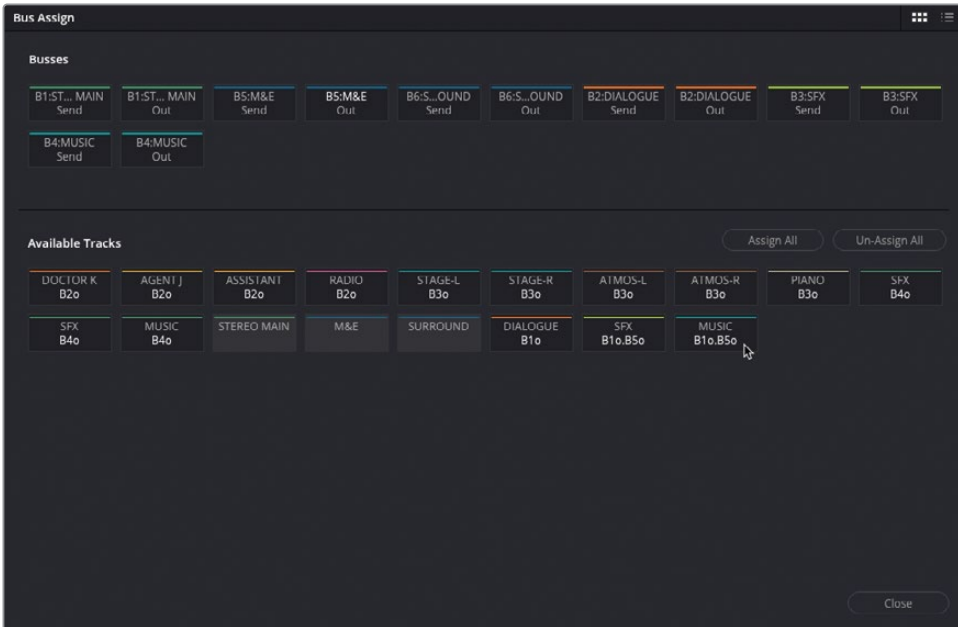 Bus Assign
Busses
B1:ST... MAIN B1:ST... MAIN B5:M&E B5:M&E B6:S...OUND B6:S...OUND B2:DIALOGUE B2:DIALOGUE B3:SFX B3:SFX
Send Out Send Out Send Out Send Out Send Out
B4:MUSIC B4:MUSIC
Send Out
Available Tracks Assign All Un-Assign All
DOCTOR K AGENT J ASSISTANT RADIO STAGE-L STAGE-R ATMOS-L ATMOS-R PIANO SFX
B2o B2o B2o B2o B3o B3o B3o B3o B3o B4o
SFX MUSIC STEREO MAIN M&E SURROUND DIALOGUE SFX MUSIC
B4o B4o B1o B1o.B5o B1o.B5o
Close